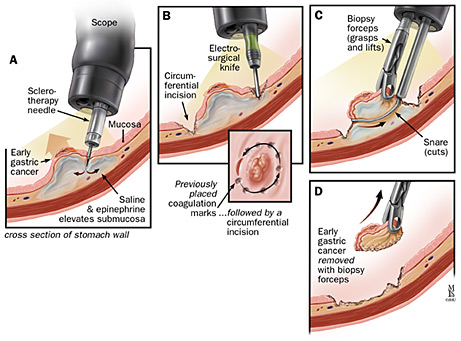 Scope
A
Sclero-
therapy
needle
Mucosa
Early
gastric
cancer
Saline
& epinephrine
elevates submucosa
cross section of stomach wall
B
Electro-
surgical
knife
Circum-
ferential
incision
Previously
placed
coagulation
marks
...followed by a
circumferential
incision
C
Biopsy
forceps
(grasps
and lifts)
Snare
(cuts)
D
Early
gastric
cancer
removed
with biopsy
forceps